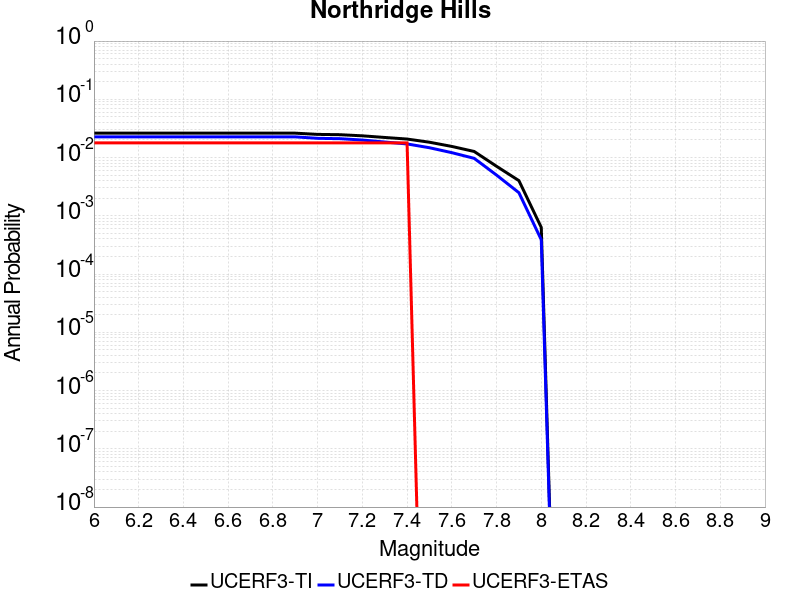 Northridge Hills
10^0
10^-1
10^-2
10^-3
10^-4
10^-5
10^-6
10^-7
10^-8
Annual Probability
6 6.2 6.4 6.6 6.8 7 7.2 7.4 7.6 7.8 8 8.2 8.4 8.6 8.8 9
Magnitude
UCERF3-TI UCERF3-TD UCERF3-ETAS